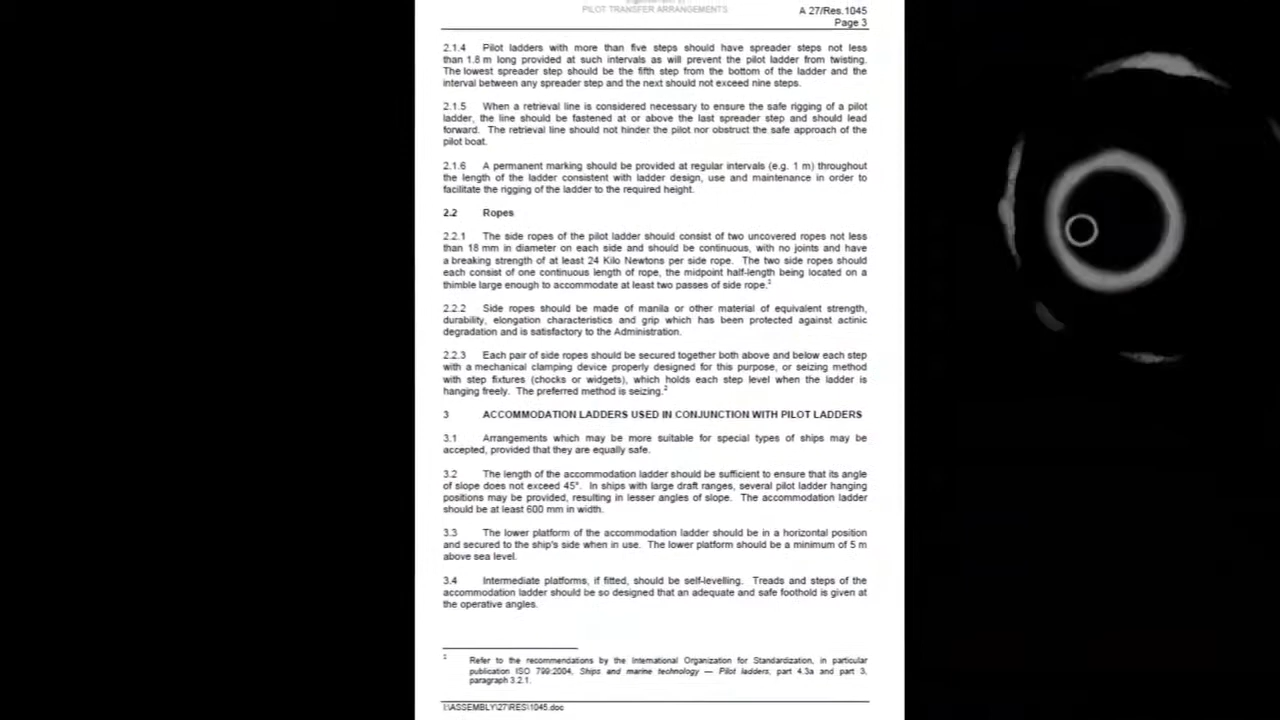 PILOT TRANSFER ARRANGEMENTS
A 27/Res.1045
Page 3
2.1.4 Pilot ladders with more than five steps should have spreader steps not less
than 1.8 m long provided at such intervals as will prevent the pilot ladder from twisting.
The lowest spreader step should be the fifth step from the bottom of the ladder and the
interval between any spreader step and the next should not exceed nine steps.
2.1.5 When a retrieval line is considered necessary to ensure the safe rigging of a pilot
ladder, the line should be fastened at or above the last spreader step and should lead
forward. The retrieval line should not hinder the pilot nor obstruct the safe approach of the
pilot boat.
2.1.6 A permanent marking should be provided at regular intervals (e.g. 1 m) throughout
the length of the ladder consistent with ladder design, use and maintenance in order to
facilitate the rigging of the ladder to the required height.
2.2 Ropes
2.2.1 The side ropes of the pilot ladder should consist of two uncovered ropes not less
than 18 mm in diameter on each side and should be continuous, with no joints and have
a breaking strength of at least 24 Kilo Newtons per side rope. The two side ropes should
each consist of one continuous length of rope, the midpoint half-length being located on a
thimble large enough to accommodate at least two passes of side rope.
2.2.2 Side ropes should be made of manila or other material of equivalent strength,
durability, elongation characteristics and grip which has been protected against actinic
degradation and is satisfactory to the Administration.
2.2.3 Each pair of side ropes should be secured together both above and below each step
with a mechanical clamping device properly designed for this purpose, or seizing method
with step fixtures (chocks or widgets), which holds each step level when the ladder is
hanging freely. The preferred method is seizing.2
3 ACCOMMODATION LADDERS USED IN CONJUNCTION WITH PILOT LADDERS
3.1 Arrangements which may be more suitable for special types of ships may be
accepted, provided that they are equally safe.
3.2 The length of the accommodation ladder should be sufficient to ensure that its angle
of slope does not exceed 45°. In ships with large draft ranges, several pilot ladder hanging
positions may be provided, resulting in lesser angles of slope. The accommodation ladder
should be at least 600 mm in width.
3.3 The lower platform of the accommodation ladder should be in a horizontal position
and secured to the ship's side when in use. The lower platform should be a minimum of 5 m
above sea level.
3.4 Intermediate platforms, if fitted, should be self-levelling. Treads and steps of the
accommodation ladder should be so designed that an adequate and safe foothold is given at
the operative angles.
2 Refer to the recommendations by the International Organization for Standardization, in particular
publication ISO 799:2004, Ships and marine technology — Pilot ladders, part 4.3a and part 3,
paragraph 3.2.1.
I:\ASSEMBLY\27\RES\1045.doc